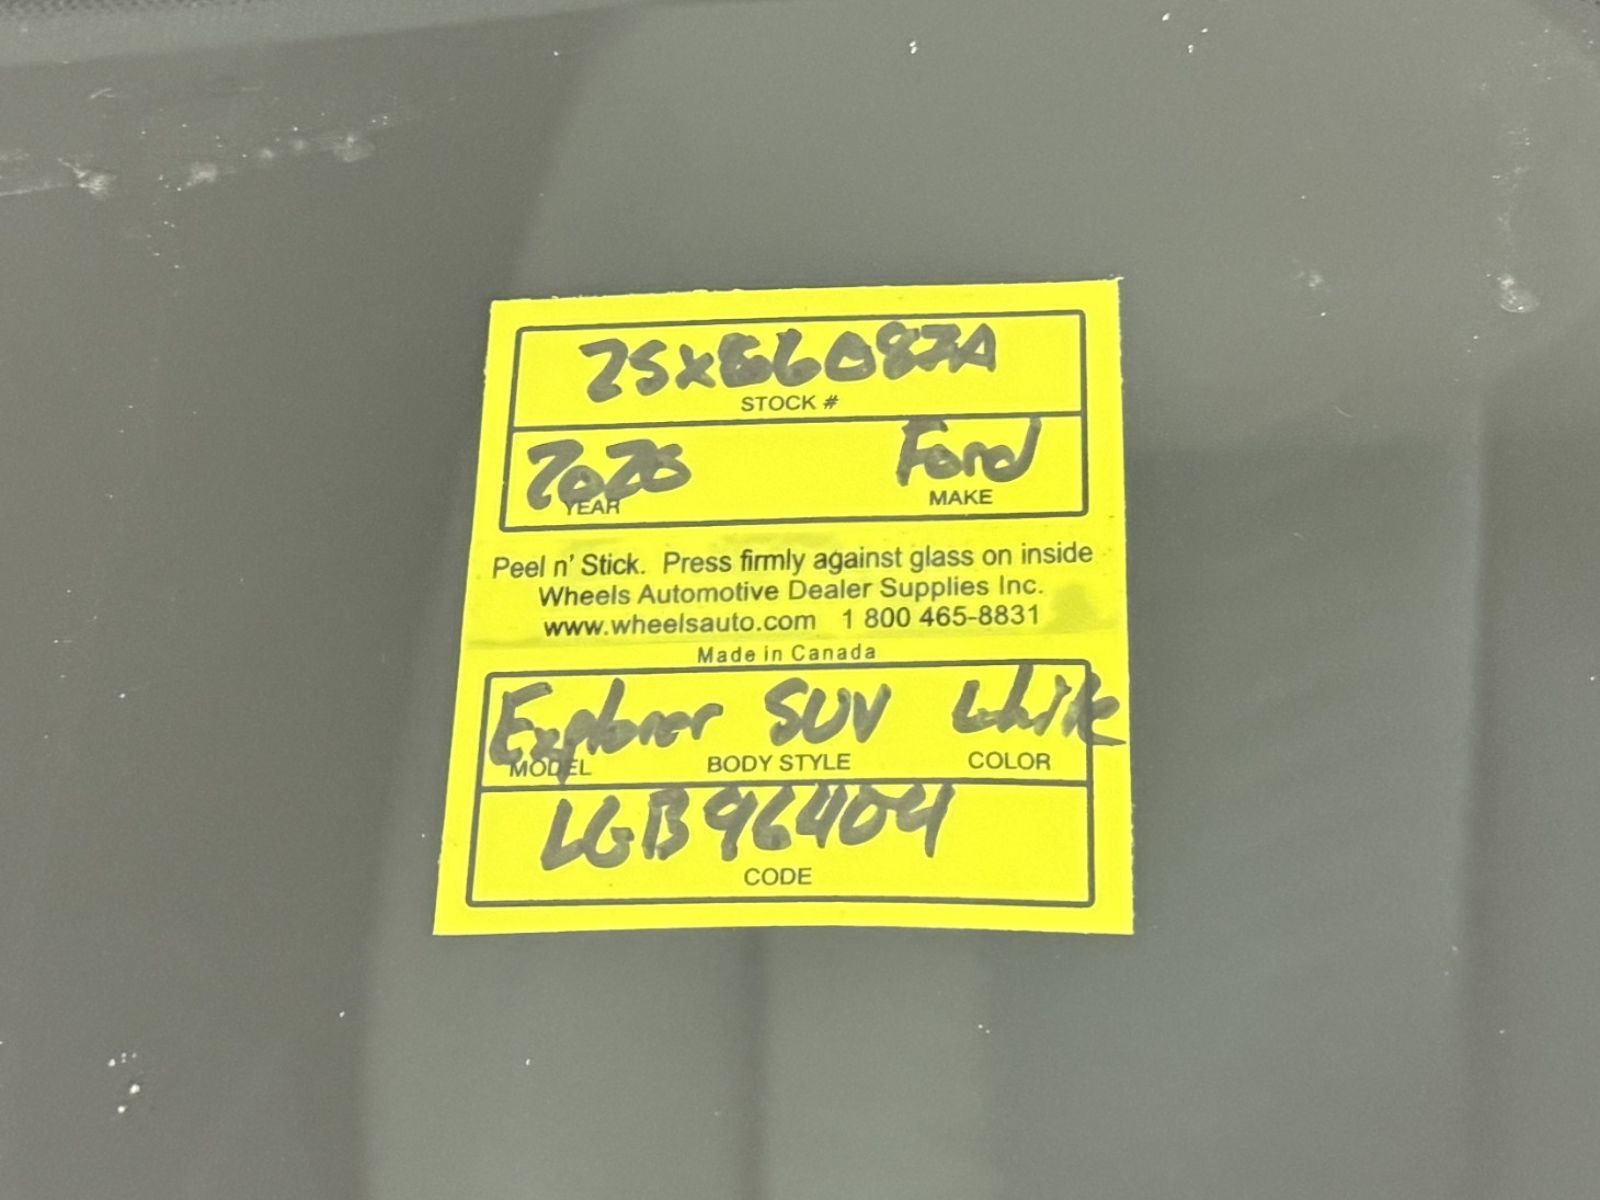 25X66087A
STOCK #
2020 Ford
YEAR MAKE
Peel n' Stick. Press firmly against glass on inside
Wheels Automotive Dealer Supplies Inc.
www.wheelsauto.com 1 800 465-8831
Made in Canada
Explorer SUV White
MODEL BODY STYLE COLOR
LGB96404
CODE